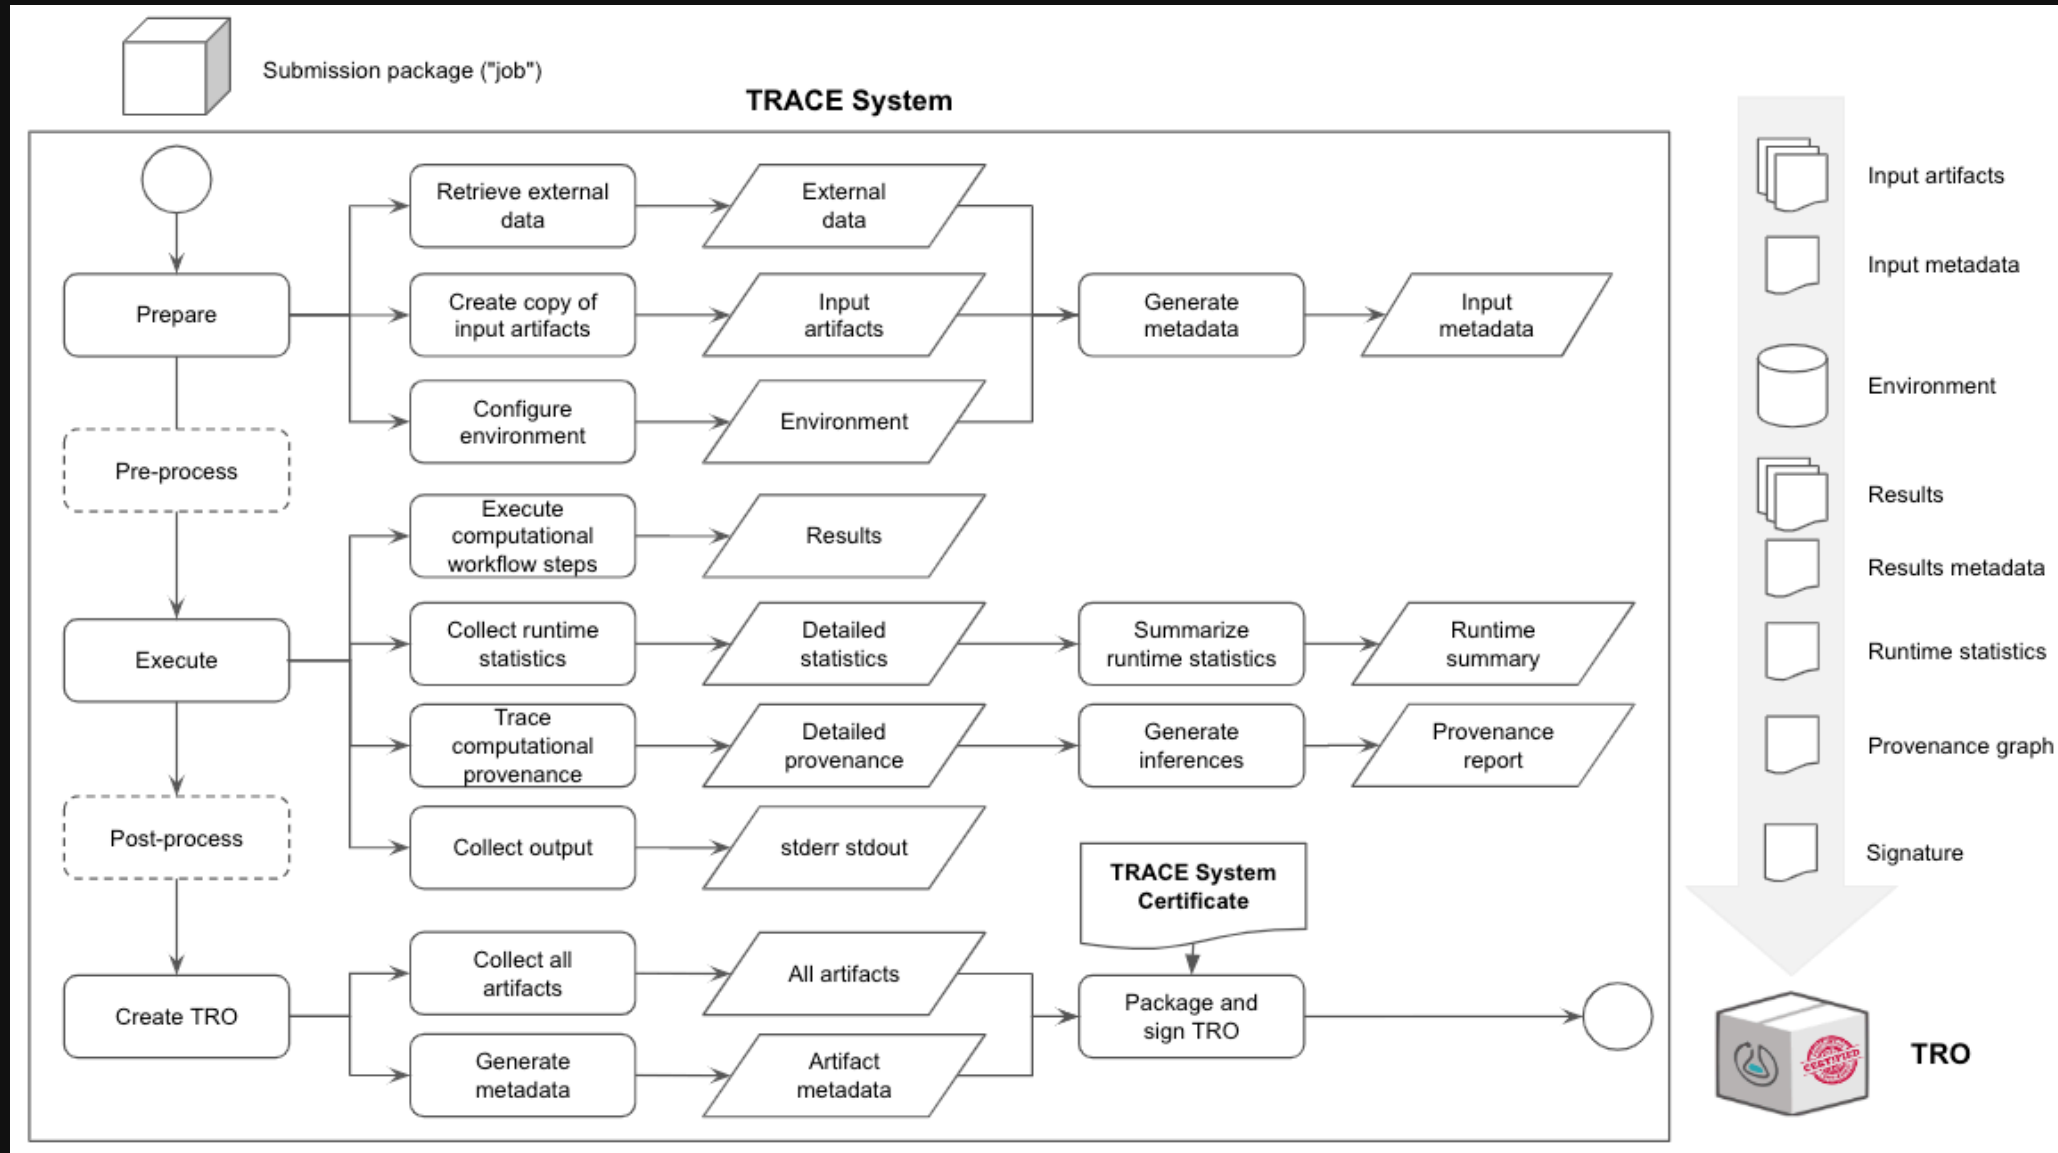 Submission package ("job")
TRACE System
Retrieve external
data
External
data
Prepare
Create copy of
input artifacts
Input
artifacts
Generate
metadata
Input
metadata
Configure
environment
Environment
Pre-process
Execute
computational
workflow steps
Results
Execute
Collect runtime
statistics
Detailed
statistics
Summarize
runtime statistics
Runtime
summary
Trace
computational
provenance
Detailed
provenance
Generate
inferences
Provenance
report
Post-process
Collect output
stderr stdout
TRACE System
Certificate
Collect all
artifacts
All artifacts
Create TRO
Package and
sign TRO
Generate
metadata
Artifact
metadata
Input artifacts
Input metadata
Environment
Results
Results metadata
Runtime statistics
Provenance graph
Signature
CERTIFIED
TRO